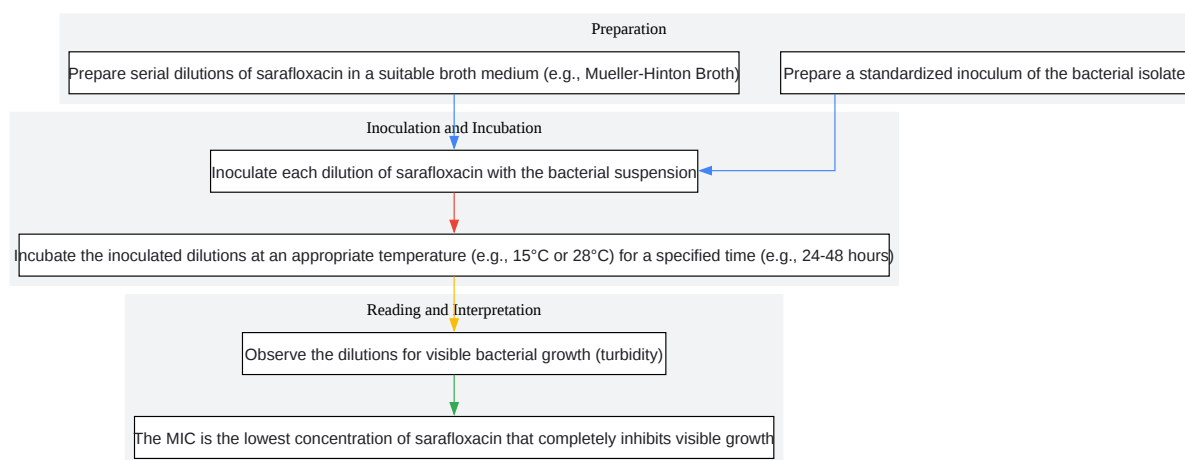 Preparation
Prepare serial dilutions of sarafloxacin in a suitable broth medium (e.g., Mueller-Hinton Broth)
Prepare a standardized inoculum of the bacterial isolate
Inoculation and Incubation
Inoculate each dilution of sarafloxacin with the bacterial suspension
Incubate the inoculated dilutions at an appropriate temperature (e.g., 15°C or 28°C) for a specified time (e.g., 24-48 hours)
Reading and Interpretation
Observe the dilutions for visible bacterial growth (turbidity)
The MIC is the lowest concentration of sarafloxacin that completely inhibits visible growth